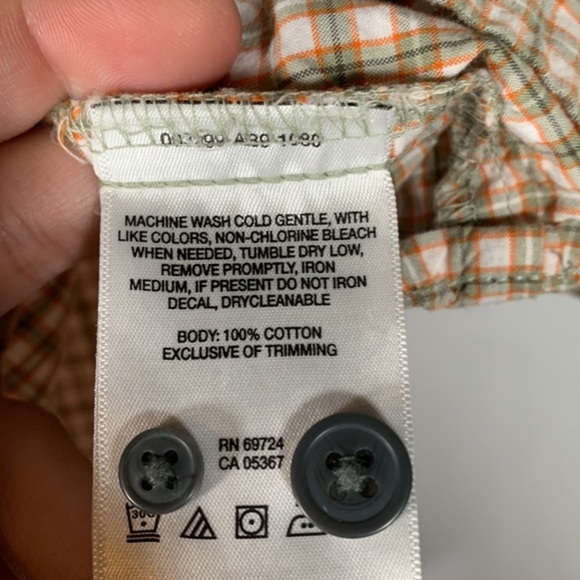 MACHINE WASH COLD GENTLE, WITH
LIKE COLORS, NON-CHLORINE BLEACH
WHEN NEEDED, TUMBLE DRY LOW,
REMOVE PROMPTLY, IRON
MEDIUM, IF PRESENT DO NOT IRON
DECAL, DRYCLEANABLE
BODY: 100% COTTON
EXCLUSIVE OF TRIMMING
RN 69724
CA 05367